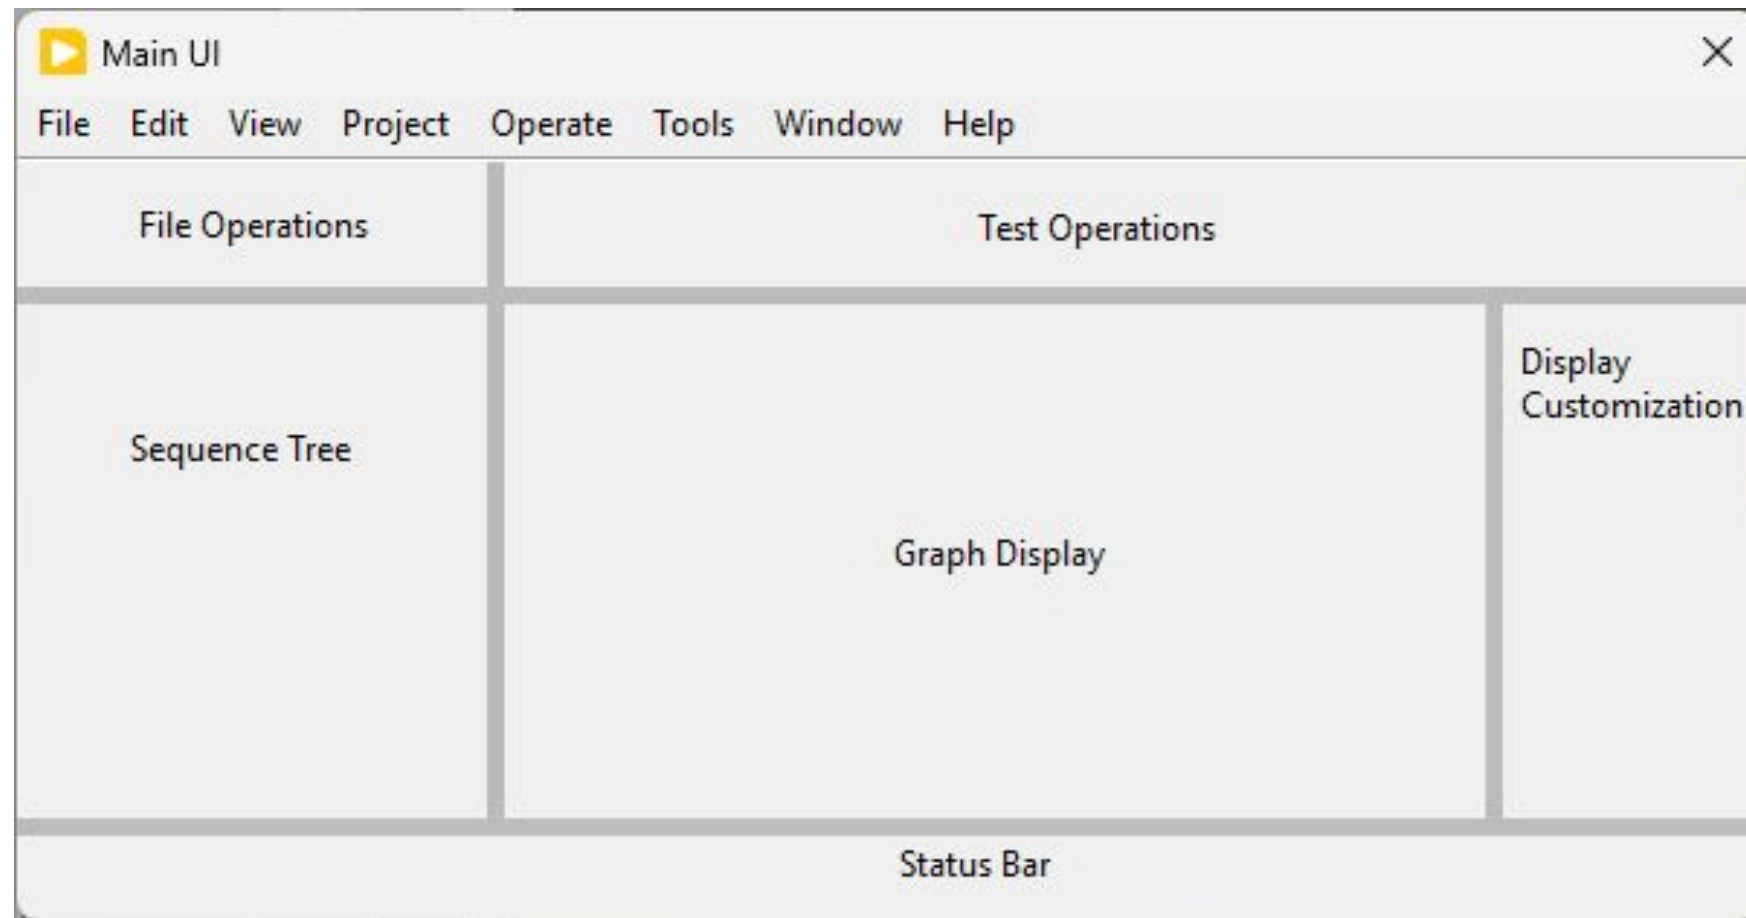 Main UI
File Edit View Project Operate Tools Window Help
File Operations
Test Operations
Sequence Tree
Graph Display
Display
Customization
Status Bar